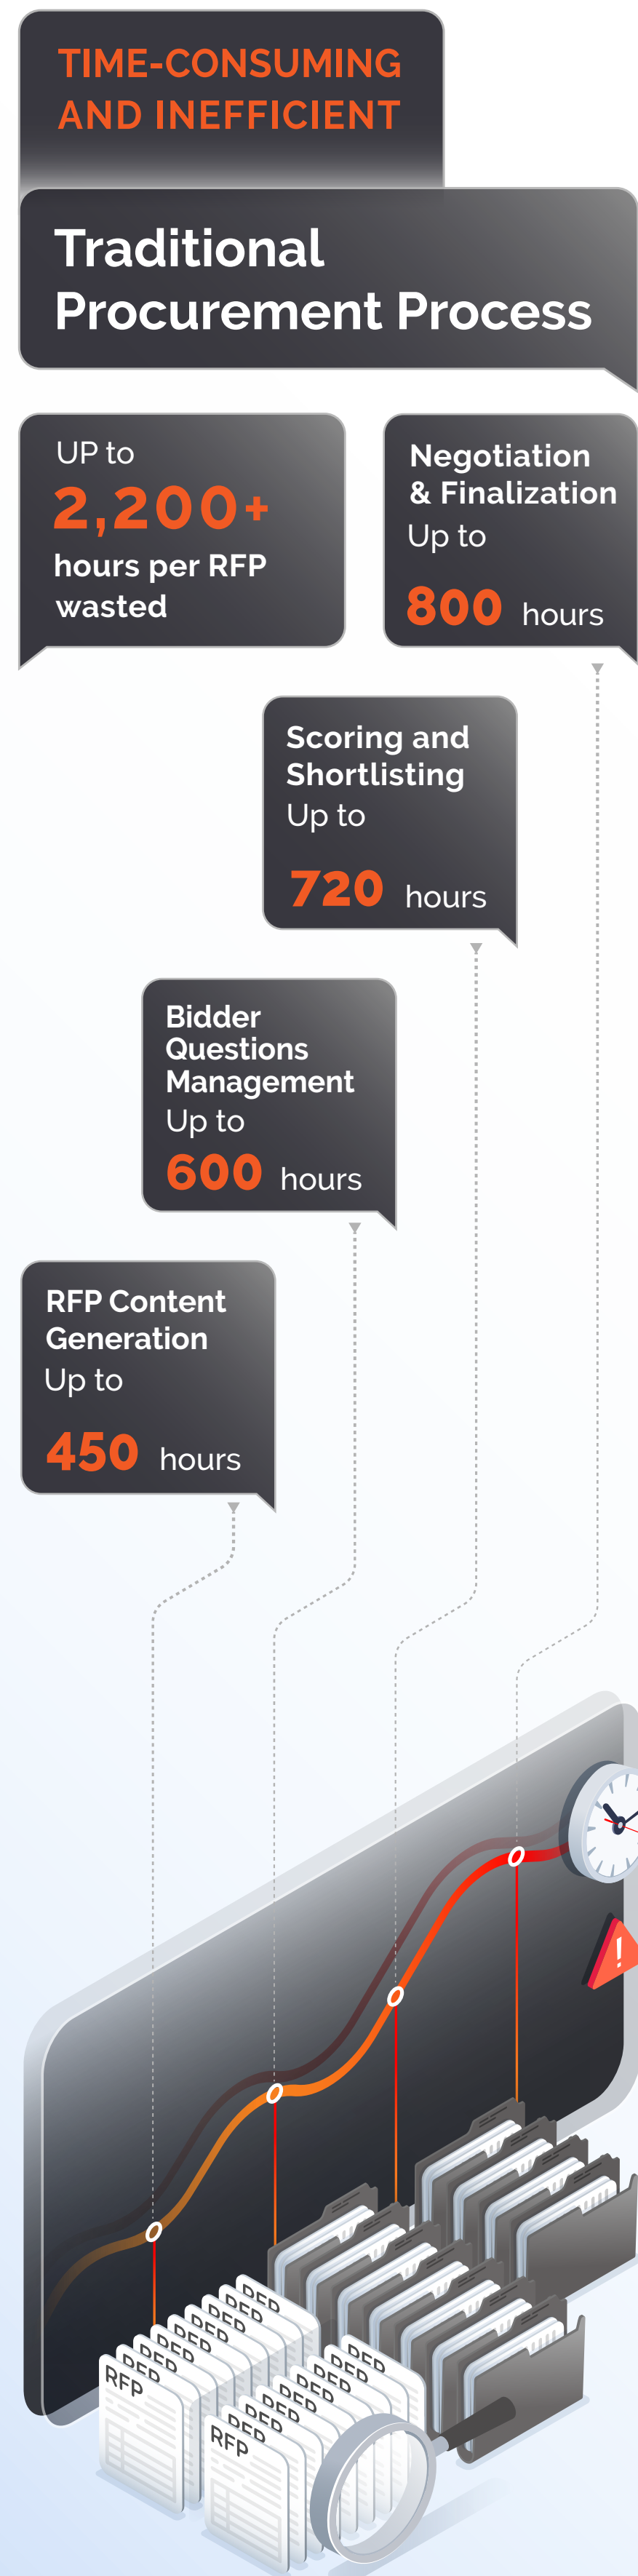 TIME-CONSUMING
AND INEFFICIENT
Traditional
Procurement Process
UP to
2,200+
hours per RFP
wasted
Negotiation
& Finalization
Up to
800 hours
Scoring and
Shortlisting
Up to
720 hours
Bidder
Questions
Management
Up to
600 hours
RFP Content
Generation
Up to
450 hours
!
RFP
RFP